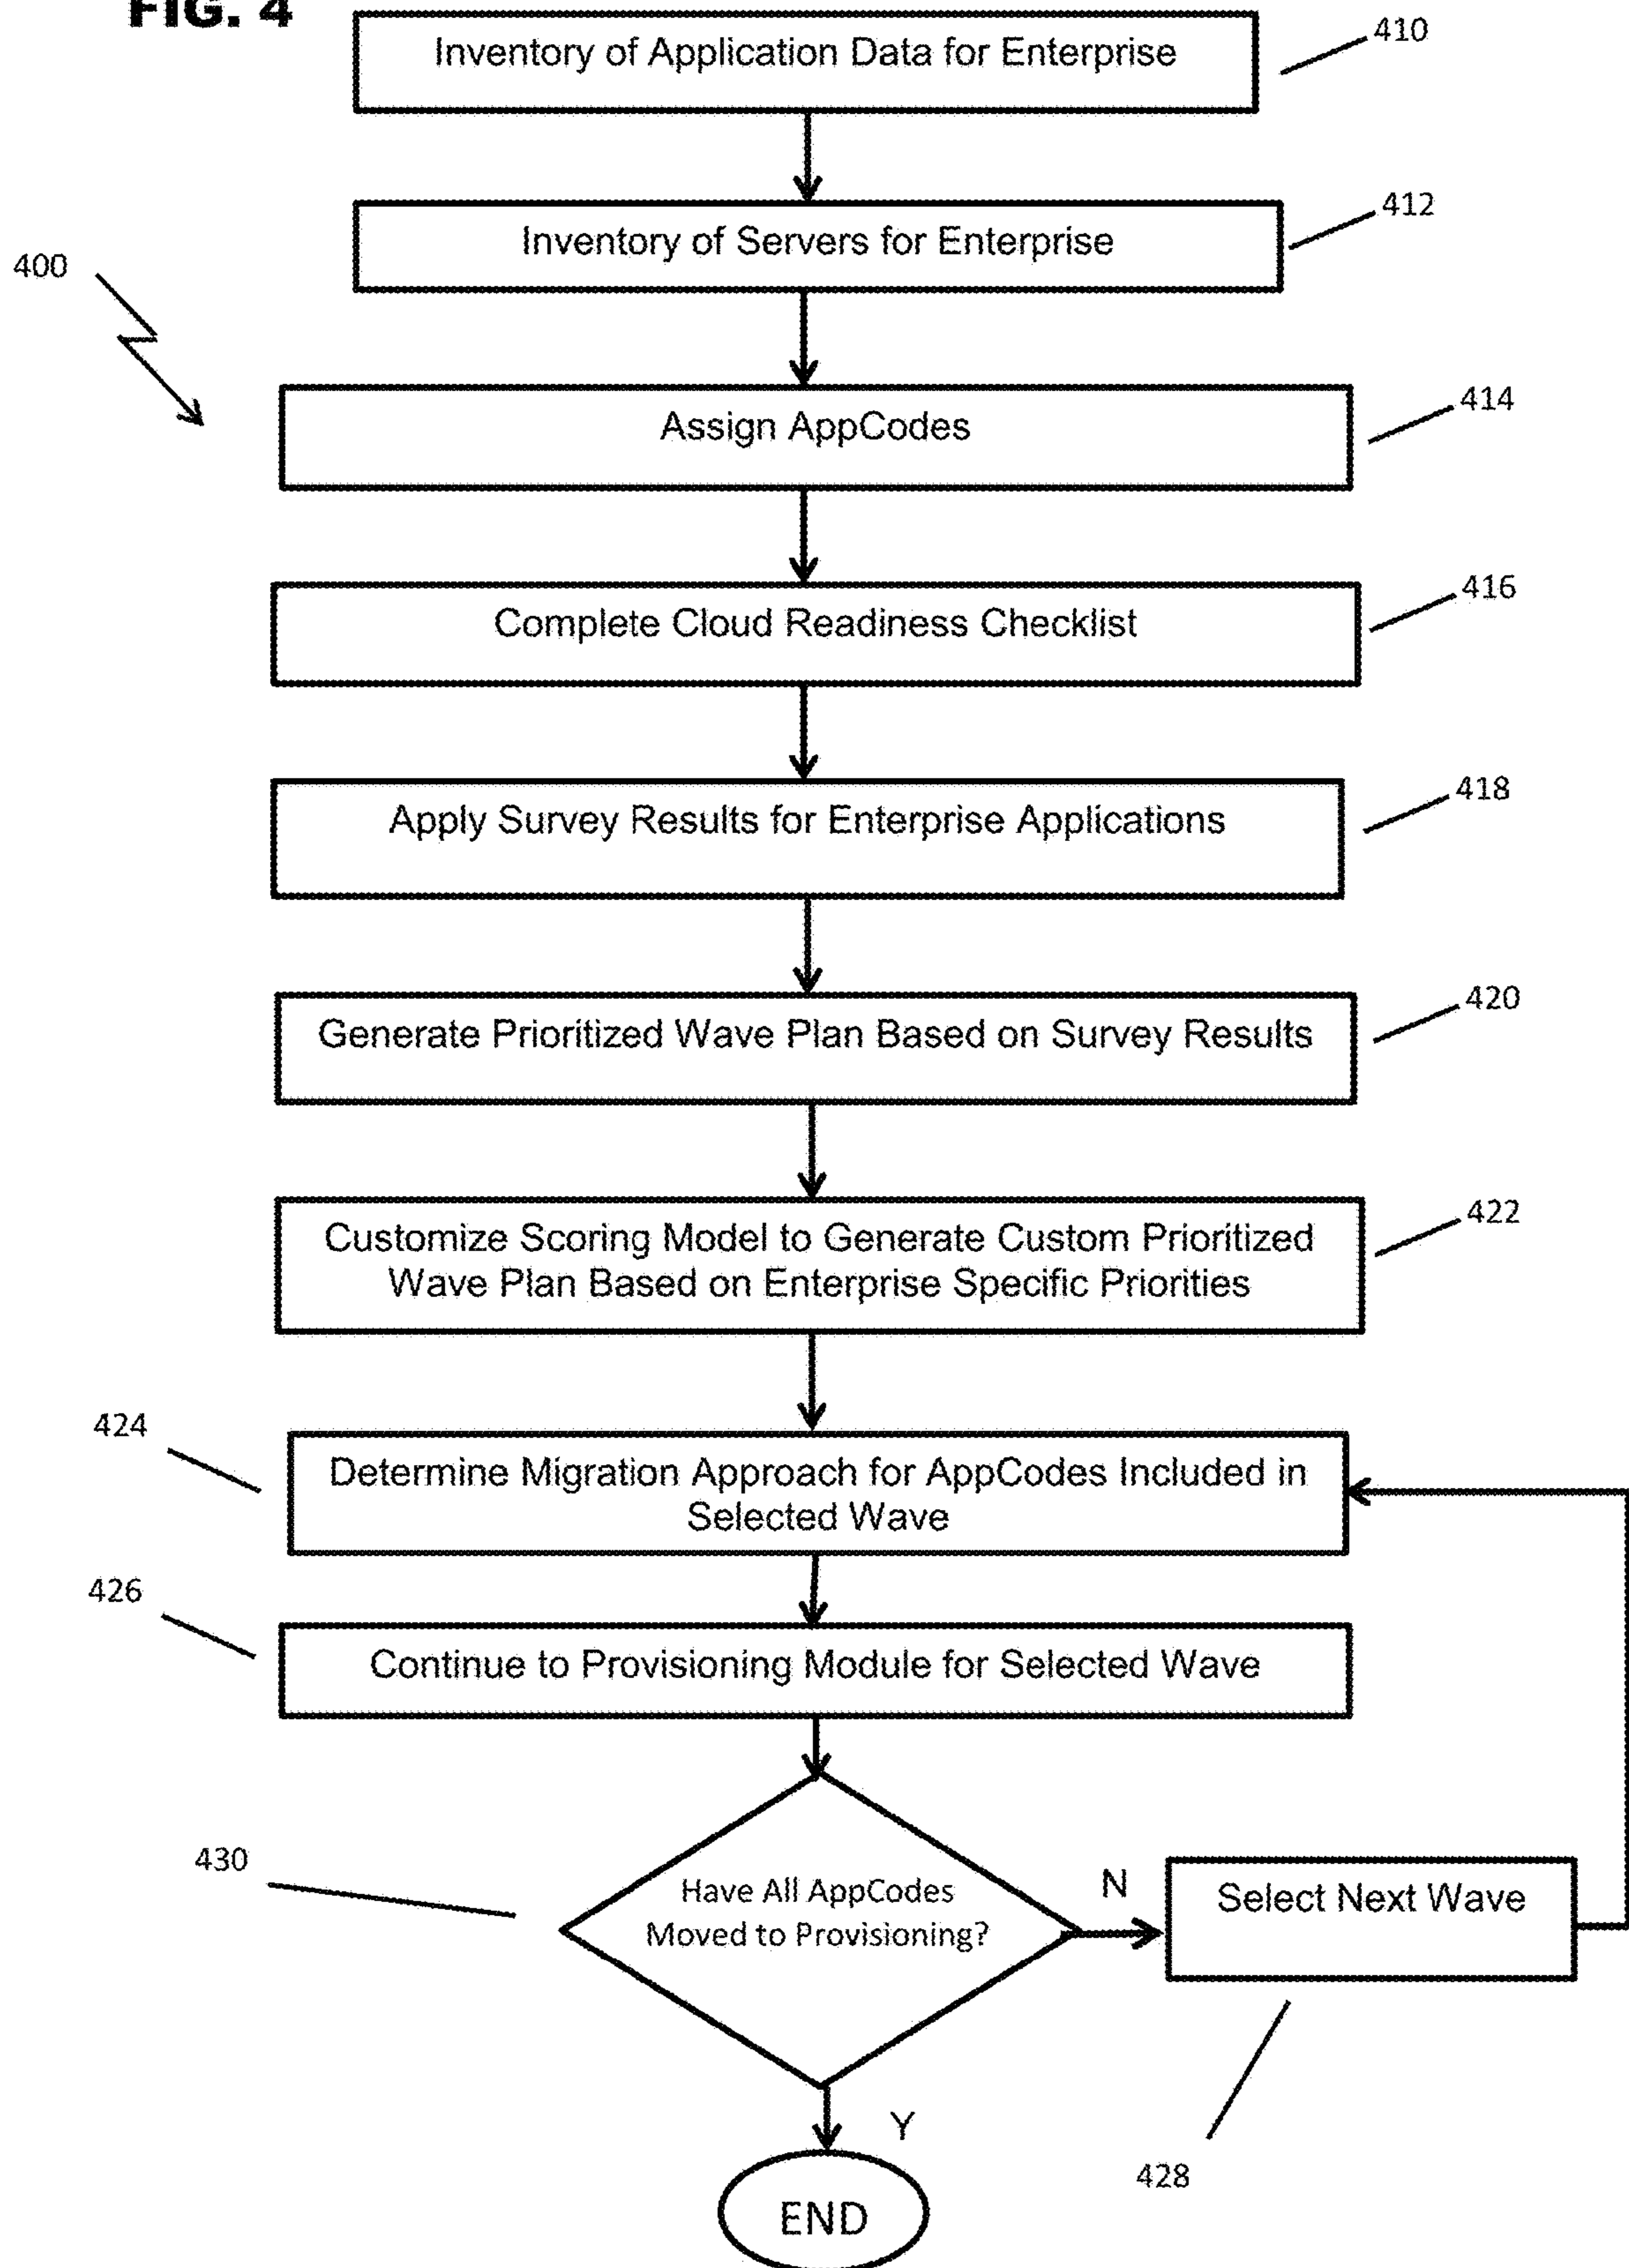 FIG. 4
Inventory of Application Data for Enterprise
410
Inventory of Servers for Enterprise
412
400
Assign AppCodes
414
Complete Cloud Readiness Checklist
416
Apply Survey Results for Enterprise Applications
418
Generate Prioritized Wave Plan Based on Survey Results
420
Customize Scoring Model to Generate Custom Prioritized
Wave Plan Based on Enterprise Specific Priorities
422
424
Determine Migration Approach for AppCodes Included in
Selected Wave
426
Continue to Provisioning Module for Selected Wave
430
Have All AppCodes
Moved to Provisioning?
N
Select Next Wave
Y
428
END